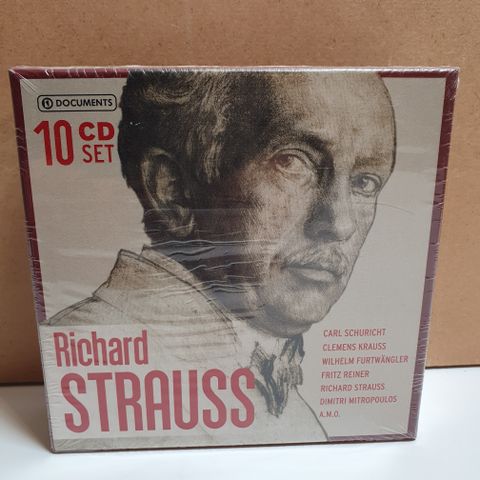 DOCUMENTS
10 CD
SET
Richard
STRAUSS
CARL SCHURICHT
CLEMENS KRAUSS
WILHELM FURTWÄNGLER
FRITZ REINER
RICHARD STRAUSS
DIMITRI MITROPOULOS
A.M.O.